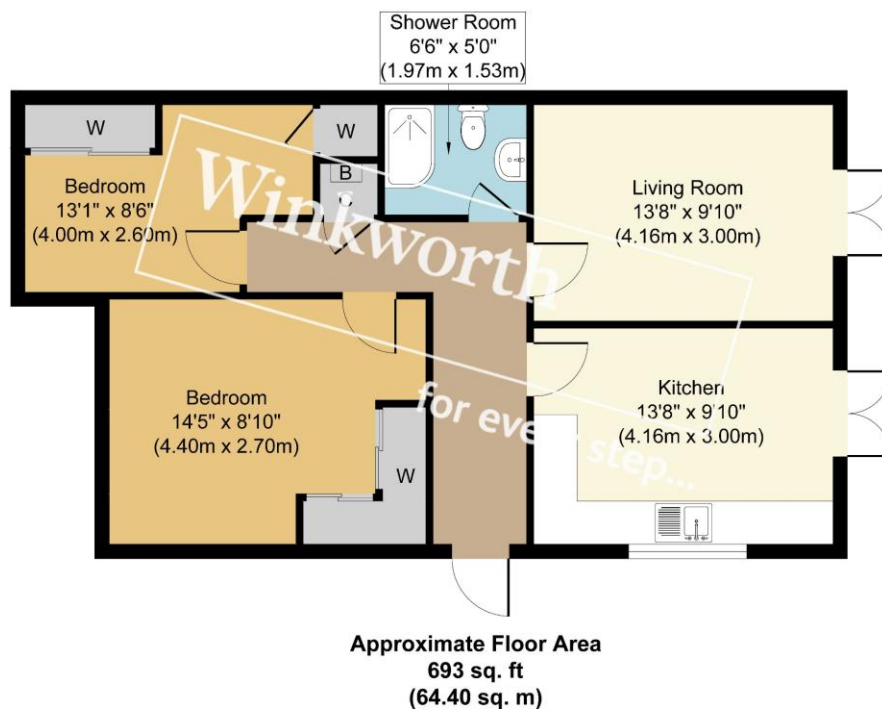 Shower Room
6'6" x 5'0"
(1.97m x 1.53m)
W
W
B
C
Bedroom
13'1" x 8'6"
(4.00m x 2.60m)
Living Room
13'8" x 9'10"
(4.16m x 3.00m)
Winkworth
for every step...
Bedroom
14'5" x 8'10"
(4.40m x 2.70m)
W
Kitchen
13'8" x 9'10"
(4.16m x 3.00m)
Approximate Floor Area
693 sq. ft
(64.40 sq. m)